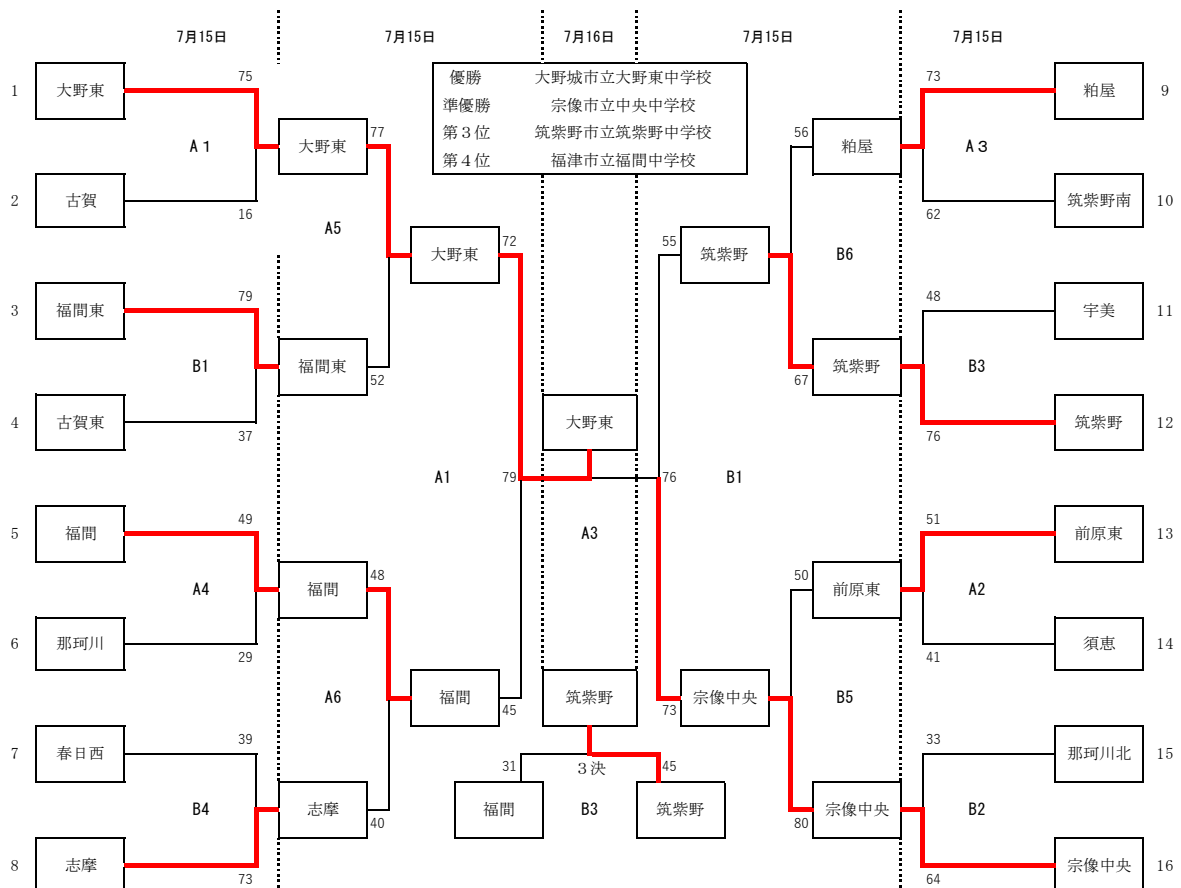 7月15日 7月15日 7月16日 7月15日 7月15日
優勝 大野城市立大野東中学校
準優勝 宗像市立中央中学校
第３位 筑紫野市立筑紫野中学校
第４位 福津市立福間中学校
75 73
1 大野東 粕屋 9
77 56
A１ 大野東 粕屋 A３
2 古賀 筑紫野南 10
16 62
A5 B6
72 55
大野東 筑紫野
79 48
3 福間東 宇美 11
B1 福間東 筑紫野 B3
52 67
4 古賀東 大野東 筑紫野 12
37 76
A1 79 76 B1
49 51
5 福間 A3 前原東 13
48 50
A4 福間 前原東 A2
6 那珂川 須恵 14
29 41
A6 福間 筑紫野 宗像中央 B5
45 73
39 33
7 春日西 那珂川北 15
31 ３決 45
B4 志摩 福間 B3 筑紫野 宗像中央 B2
40 80
8 志摩 宗像中央 16
73 64